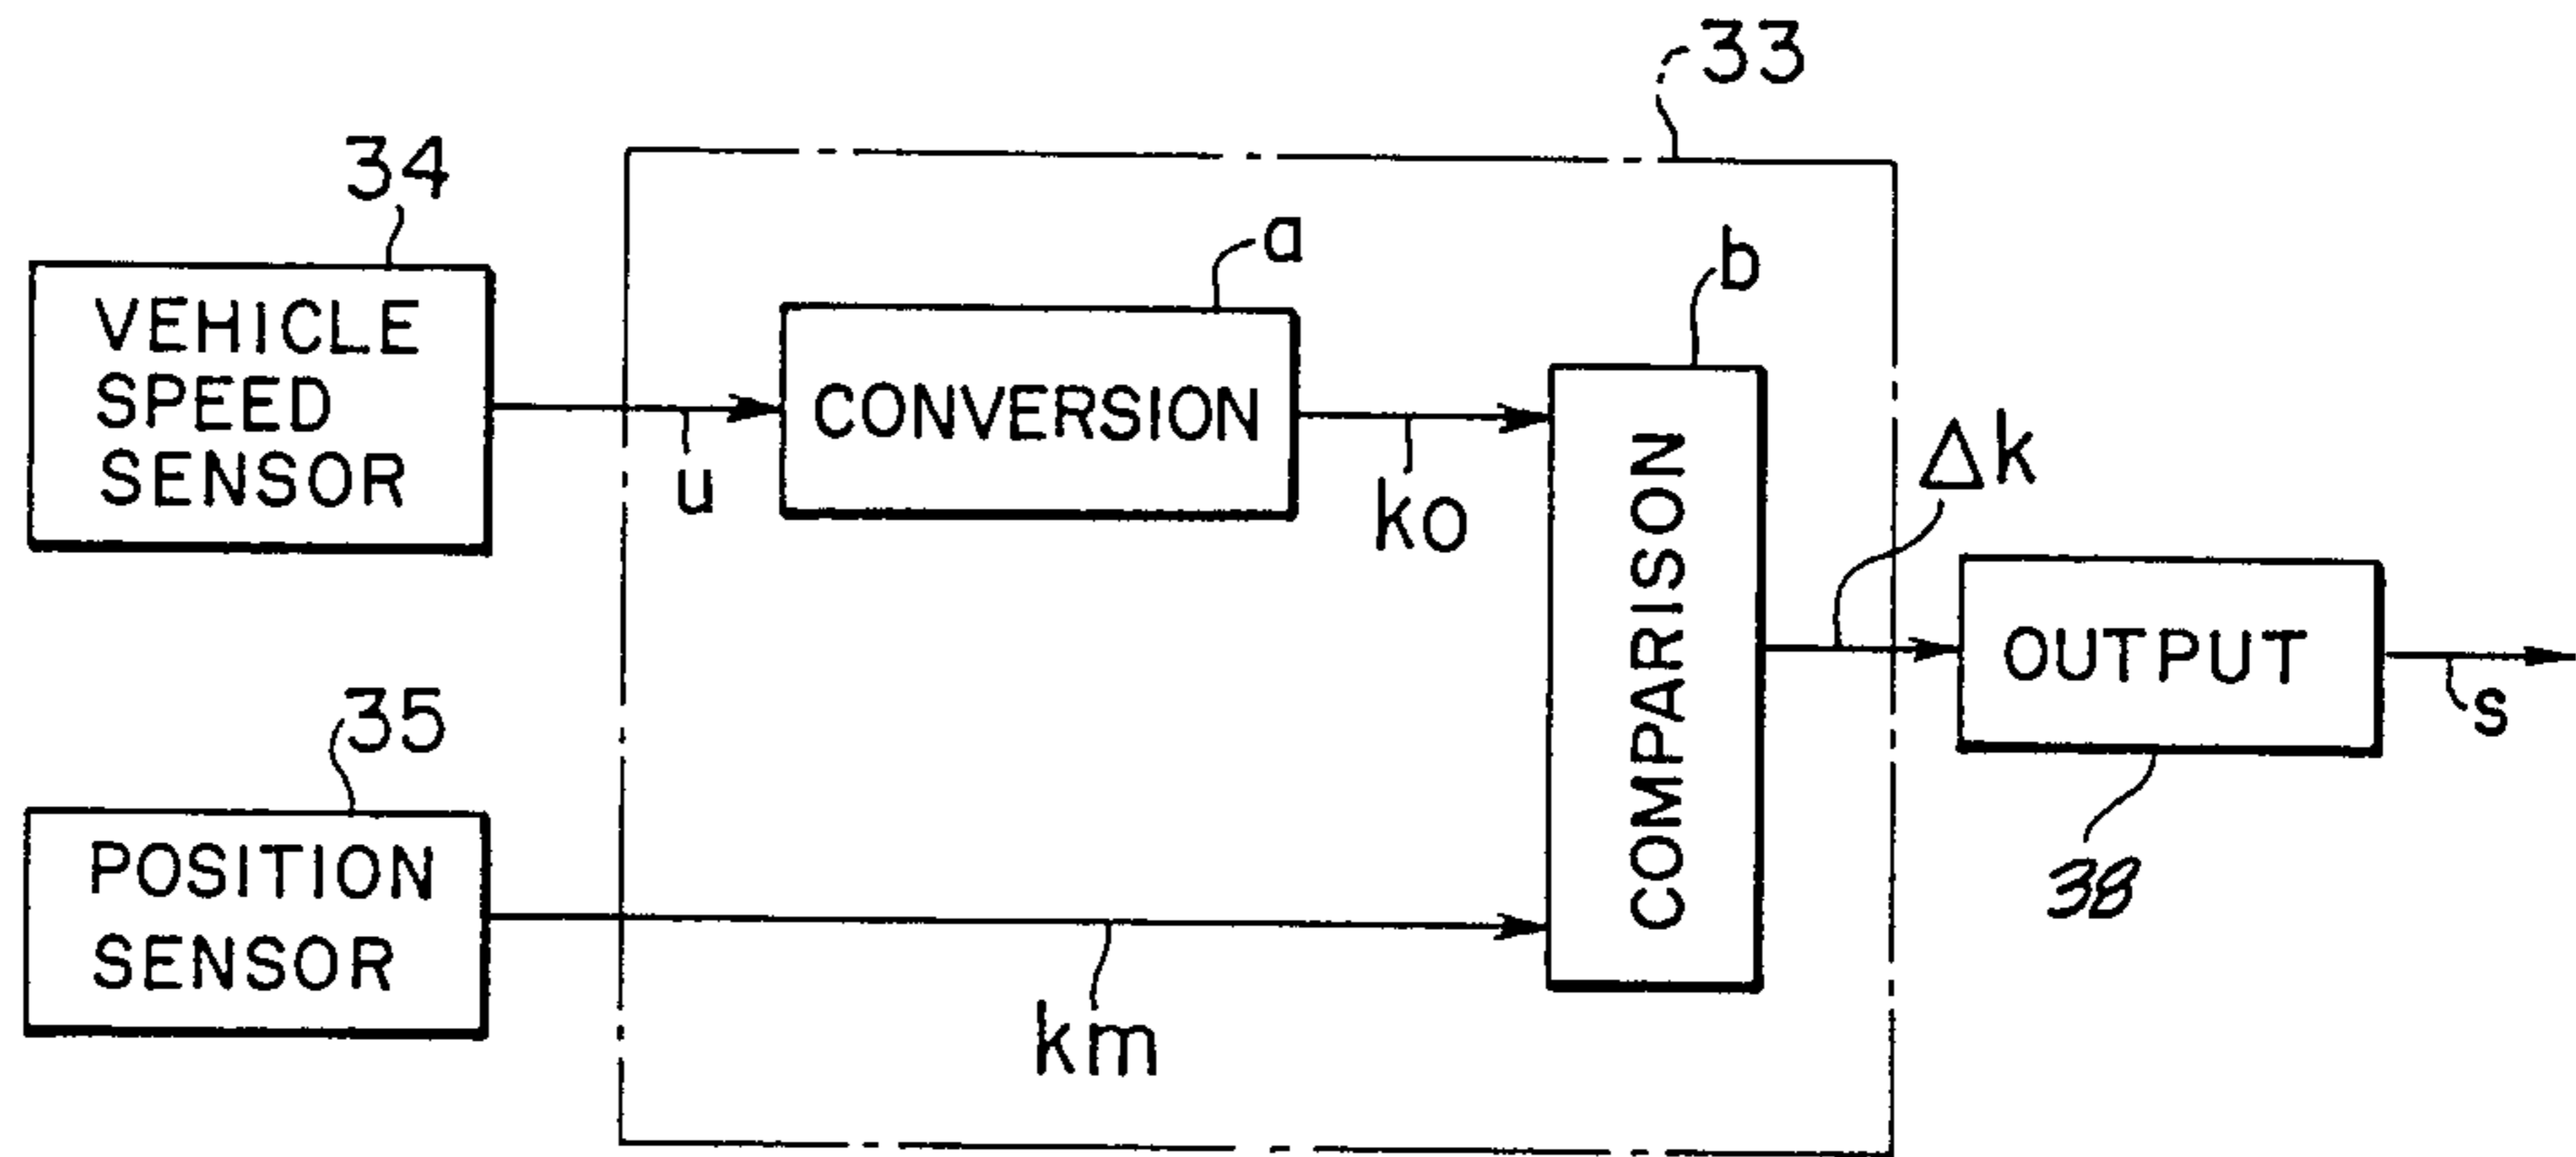 33
34
VEHICLE
SPEED
SENSOR
u
a
CONVERSION
ko
b
COMPARISON
Δk
OUTPUT
s
38
35
POSITION
SENSOR
km